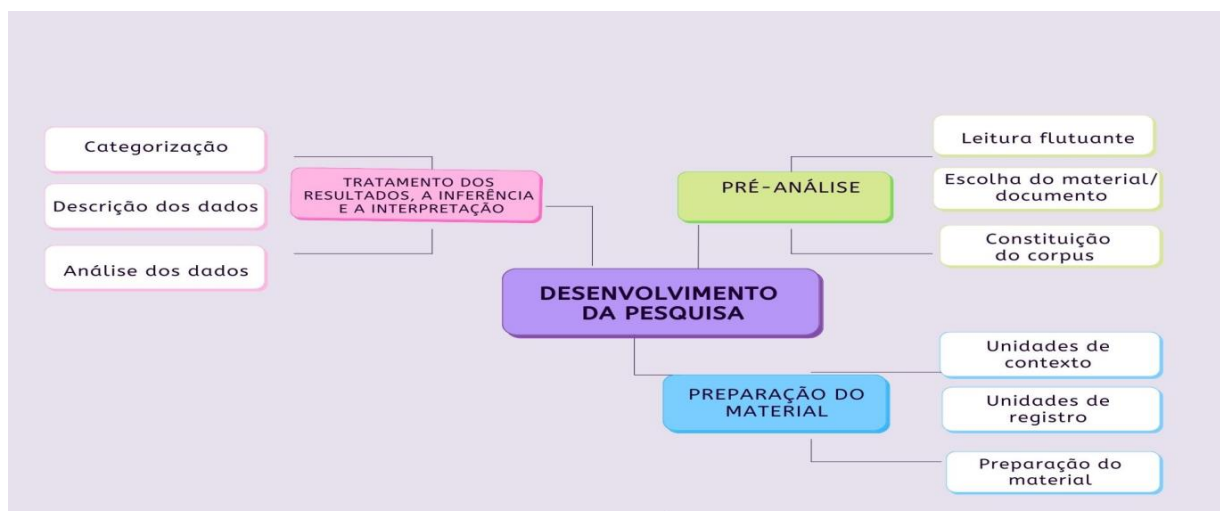 Categorização
Descrição dos dados
Análise dos dados
TRATAMENTO DOS
RESULTADOS, A INFERÊNCIA
E A INTERPRETAÇÃO
DESENVOLVIMENTO
DA PESQUISA
PRÉ-ANÁLISE
Leitura flutuante
Escolha do material/
documento
Constituição
do corpus
PREPARAÇÃO DO
MATERIAL
Unidades de
contexto
Unidades de
registro
Preparação do
material